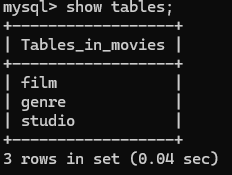 mysql> show tables;
+------------------+
| Tables_in_movies |
+------------------+
| film             |
| genre            |
| studio           |
+------------------+
3 rows in set (0.04 sec)